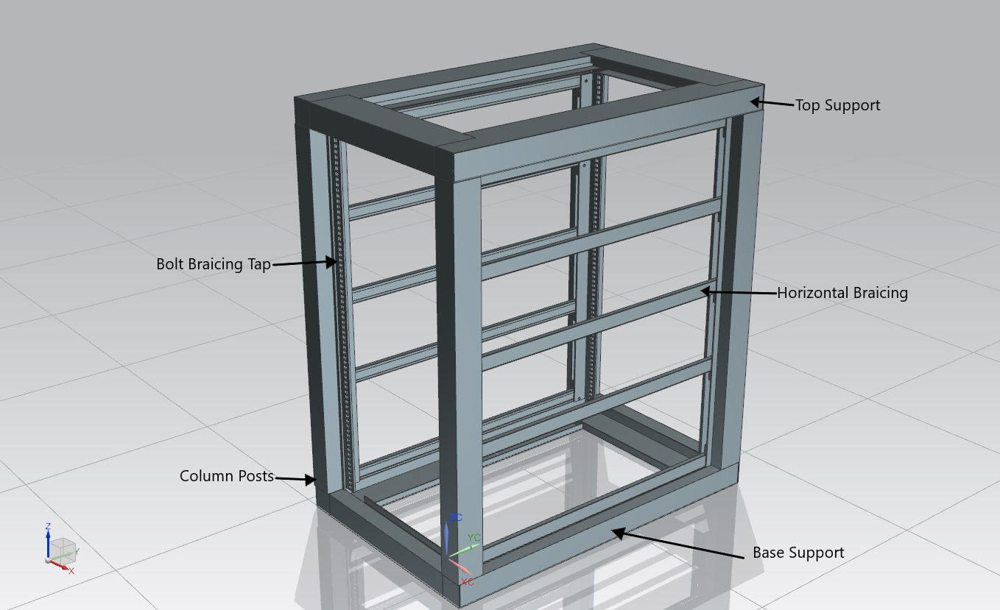 Top Support
Bolt Braicing Tap
Horizontal Braicing
Column Posts
ZC
YC
XC
Z
Y
X
Base Support